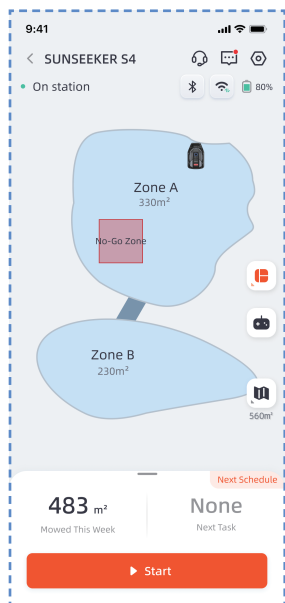 9:41
SUNSEEKER S4
On station
80%
Zone A
330m²
No-Go Zone
Zone B
230m²
560m²
Next Schedule
483 m²
None
Mowed This Week
Next Task
Start